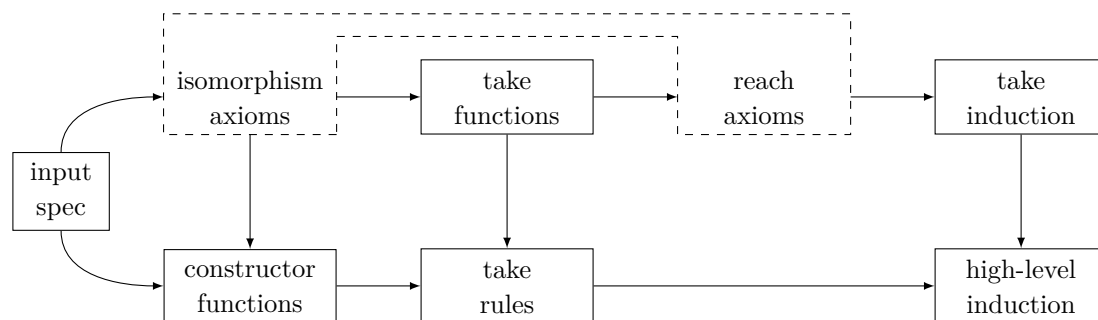 isomorphism
axioms
take
functions
reach
axioms
take
induction
input
spec
constructor
functions
take
rules
high-level
induction